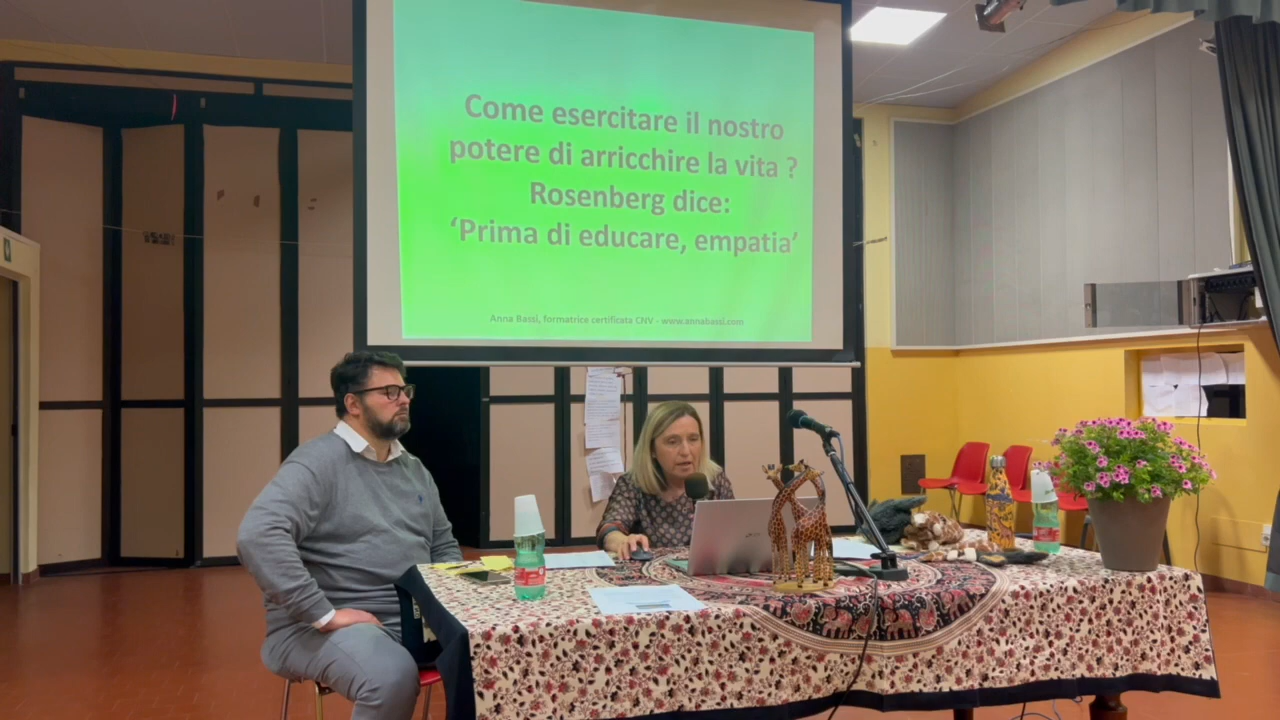 Come esercitare il nostro
potere di arricchire la vita ?
Rosenberg dice:
‘Prima di educare, empatia’
Anna Bassi, formatrice certificata CNV - www.annabassi.com